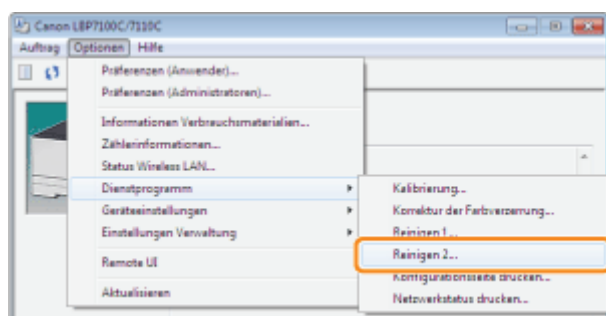 Canon LBP7100C/7110C
Auftrag Optionen Hilfe
Präferenzen (Anwender)...
Präferenzen (Administratoren)...
Informationen Verbrauchsmaterialien...
Zählerinformationen...
Status Wireless LAN...
Dienstprogramm
Geräteeinstellungen
Einstellungen Verwaltung
Remote UI
Aktualisieren
Kalibrierung...
Korrektur der Farbverzerrung...
Reinigen 1...
Reinigen 2...
Konfigurationsseite drucken...
Netzwerkstatus drucken...